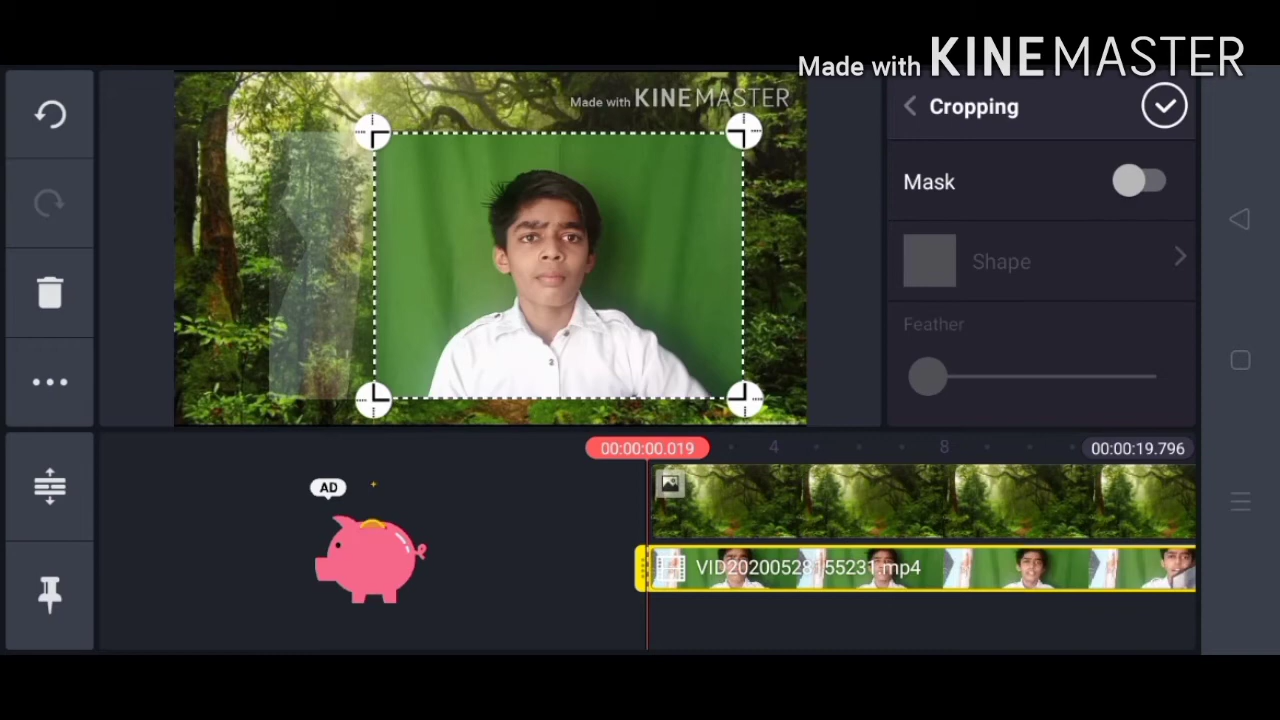 Made with KINEMASTER
Made with KINEMASTER
Cropping
Mask
Shape
Feather
00:00:00.019
4
8
00:00:19.796
AD
VID20200528155231.mp4